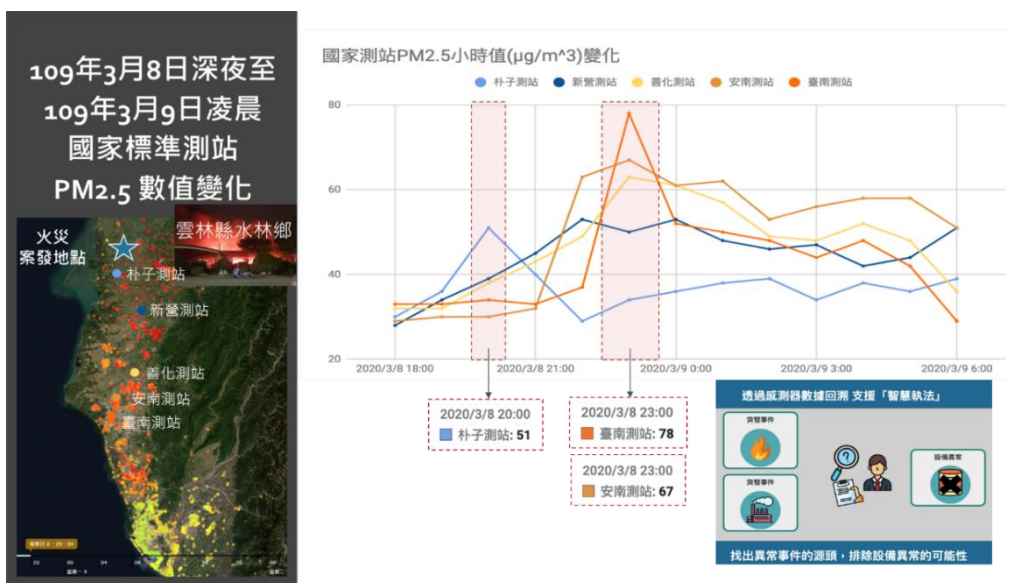 109年3月8日深夜至
109年3月9日凌晨
國家標準測站
PM2.5 數值變化
火災
案發地點
雲林縣水林鄉
朴子測站
新營測站
善化測站
安南測站
臺南測站
20 00 04 08
國家測站PM2.5小時值(μg/m^3)變化
朴子測站 新營測站 善化測站 安南測站 臺南測站
80
60
40
20
2020/3/8 18:00 2020/3/8 21:00 2020/3/9 0:00 2020/3/9 3:00 2020/3/9 6:00
2020/3/8 20:00
朴子測站: 51
2020/3/8 23:00
臺南測站: 78
2020/3/8 23:00
安南測站: 67
透過感測器數據回溯 支援「智慧執法」
突發事件
突發事件
設備異常
找出異常事件的源頭，排除設備異常的可能性